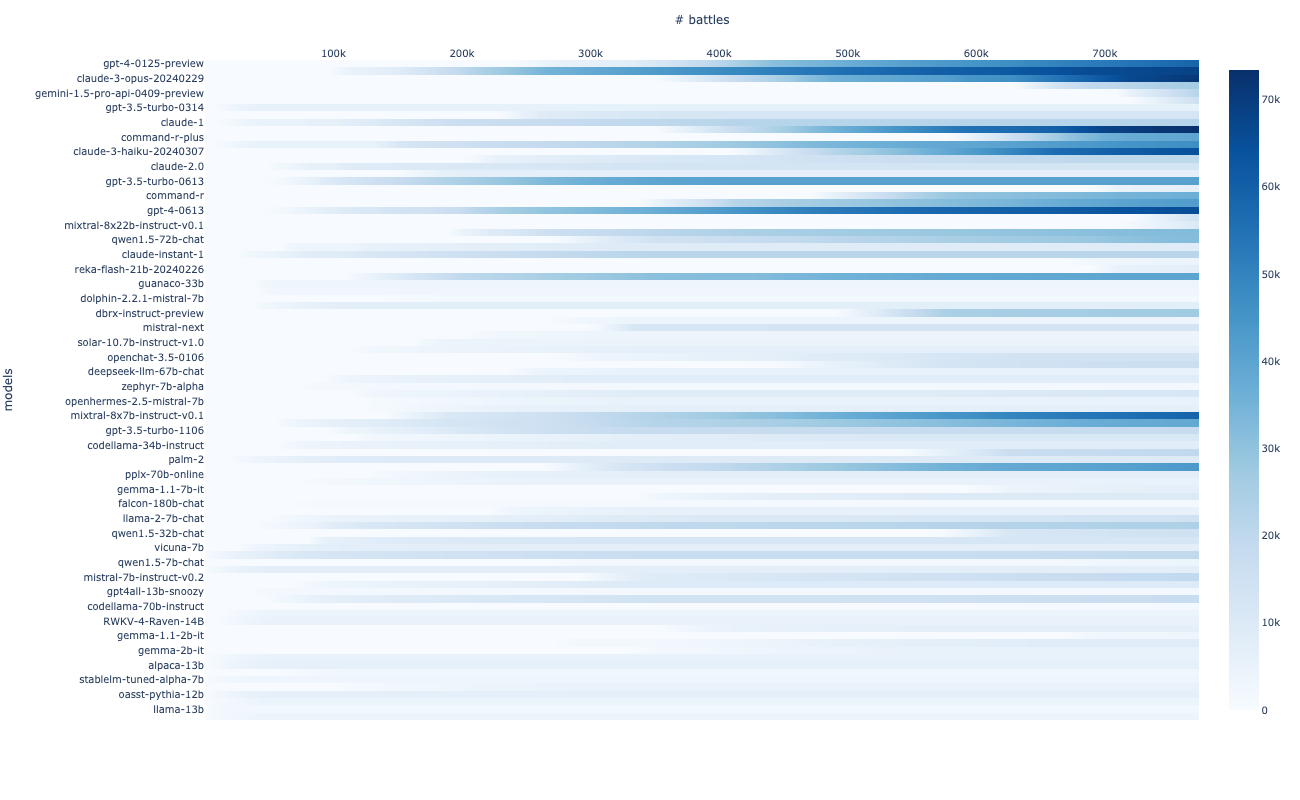 # battles
100k 200k 300k 400k 500k 600k 700k
gpt-4-0125-preview
claude-3-opus-20240229
gemini-1.5-pro-api-0409-preview
gpt-3.5-turbo-0314
claude-1
command-r-plus
claude-3-haiku-20240307
claude-2.0
gpt-3.5-turbo-0613
command-r
gpt-4-0613
mixtral-8x22b-instruct-v0.1
qwen1.5-72b-chat
claude-instant-1
reka-flash-21b-20240226
guanaco-33b
dolphin-2.2.1-mistral-7b
dbrx-instruct-preview
mistral-next
solar-10.7b-instruct-v1.0
openchat-3.5-0106
deepseek-llm-67b-chat
zephyr-7b-alpha
openhermes-2.5-mistral-7b
mixtral-8x7b-instruct-v0.1
gpt-3.5-turbo-1106
codellama-34b-instruct
palm-2
pplx-70b-online
gemma-1.1-7b-it
falcon-180b-chat
llama-2-7b-chat
qwen1.5-32b-chat
vicuna-7b
qwen1.5-7b-chat
mistral-7b-instruct-v0.2
gpt4all-13b-snoozy
codellama-70b-instruct
RWKV-4-Raven-14B
gemma-1.1-2b-it
gemma-2b-it
alpaca-13b
stablelm-tuned-alpha-7b
oasst-pythia-12b
llama-13b
models
70k
60k
50k
40k
30k
20k
10k
0